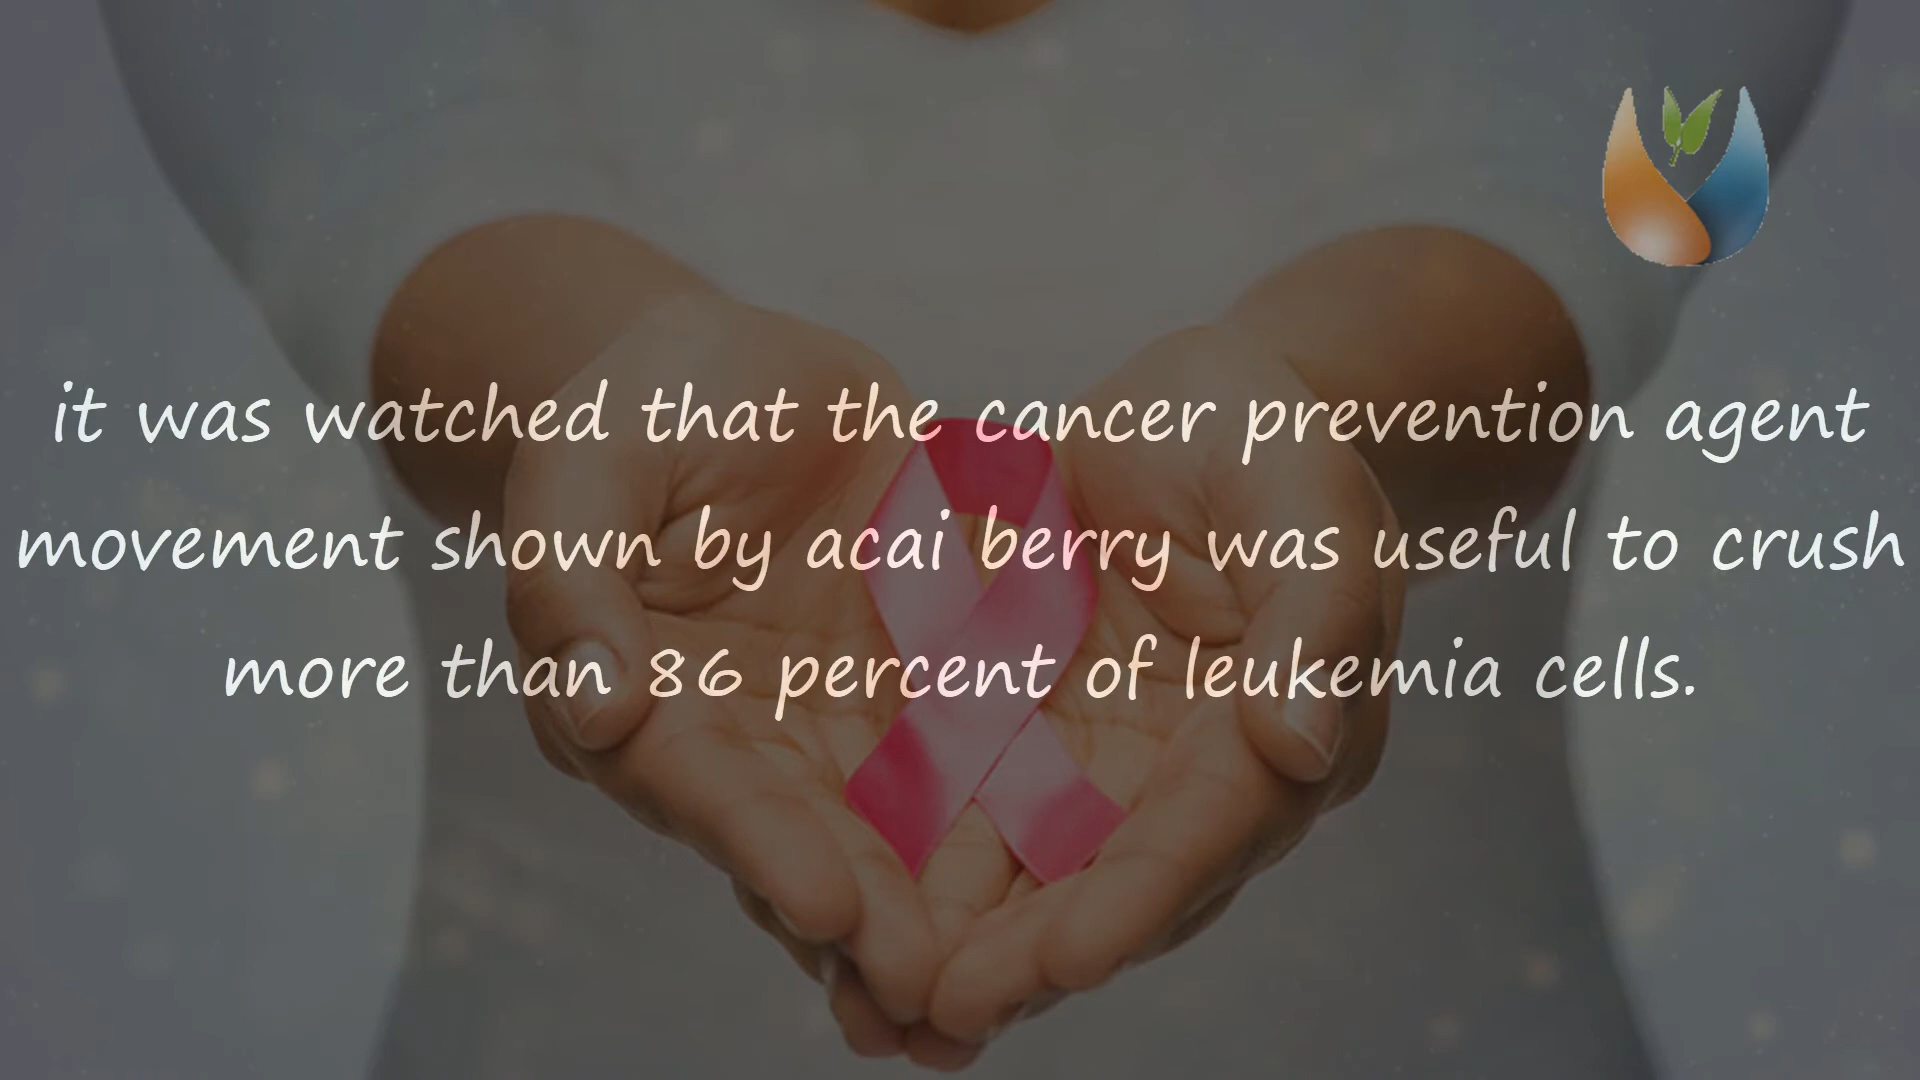 it was watched that the cancer prevention agent
movement shown by acai berry was useful to crush
more than 86 percent of leukemia cells.